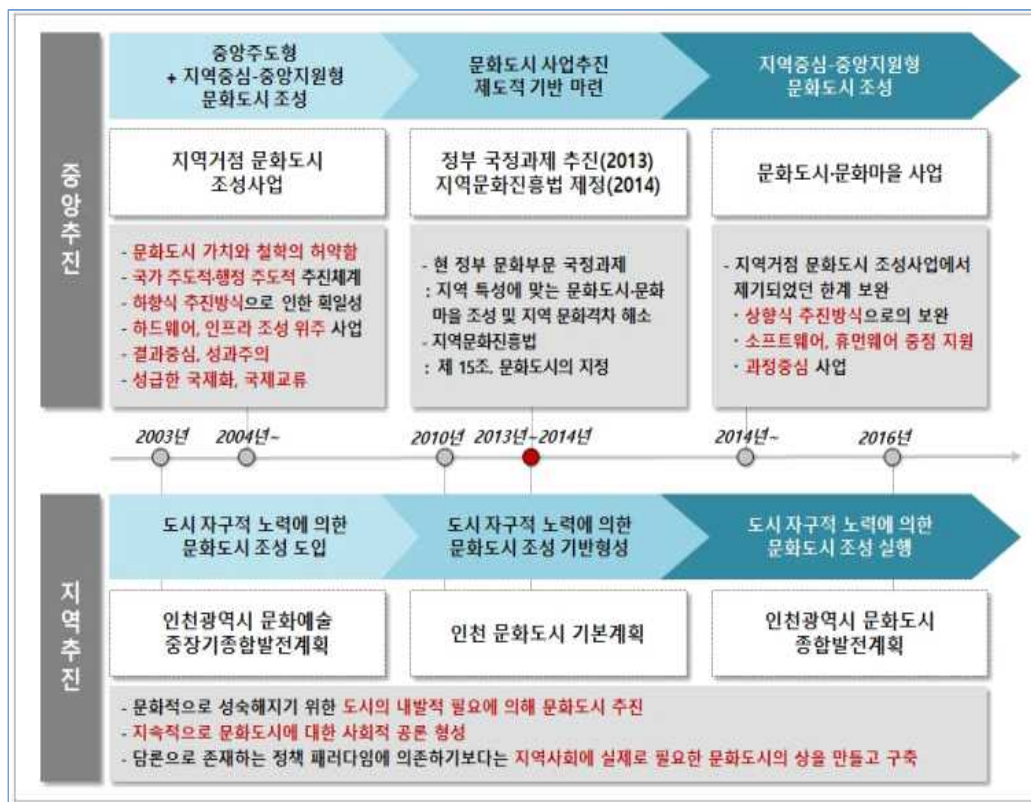 중앙추진
중앙주도형
+ 지역중심-중앙지원형
문화도시 조성
문화도시 사업추진
제도적 기반 마련
지역중심-중앙지원형
문화도시 조성
지역거점 문화도시
조성사업
정부 국정과제 추진(2013)
지역문화진흥법 제정(2014)
문화도시·문화마을 사업
- 문화도시 가치와 철학의 허약함
- 국가 주도적·행정 주도적 추진체계
- 하향식 추진방식으로 인한 획일성
- 하드웨어, 인프라 조성 위주 사업
- 결과중심, 성과주의
- 성급한 국제화, 국제교류
- 현 정부 문화부문 국정과제
: 지역 특성에 맞는 문화도시·문화
마을 조성 및 지역 문화격차 해소
- 지역문화진흥법
: 제 15조. 문화도시의 지정
- 지역거점 문화도시 조성사업에서
제기되었던 한계 보완
· 상향식 추진방식으로의 보완
· 소프트웨어, 휴먼웨어 중점 지원
· 과정중심 사업
2003년 2004년~ 2010년 2013년~2014년 2014년~ 2016년
지역추진
도시 자구적 노력에 의한
문화도시 조성 도입
도시 자구적 노력에 의한
문화도시 조성 기반형성
도시 자구적 노력에 의한
문화도시 조성 실행
인천광역시 문화예술
중장기종합발전계획
인천 문화도시 기본계획
인천광역시 문화도시
종합발전계획
- 문화적으로 성숙해지기 위한 도시의 내발적 필요에 의해 문화도시 추진
- 지속적으로 문화도시에 대한 사회적 공론 형성
- 담론으로 존재하는 정책 패러다임에 의존하기보다는 지역사회에 실제로 필요한 문화도시의 상을 만들고 구축